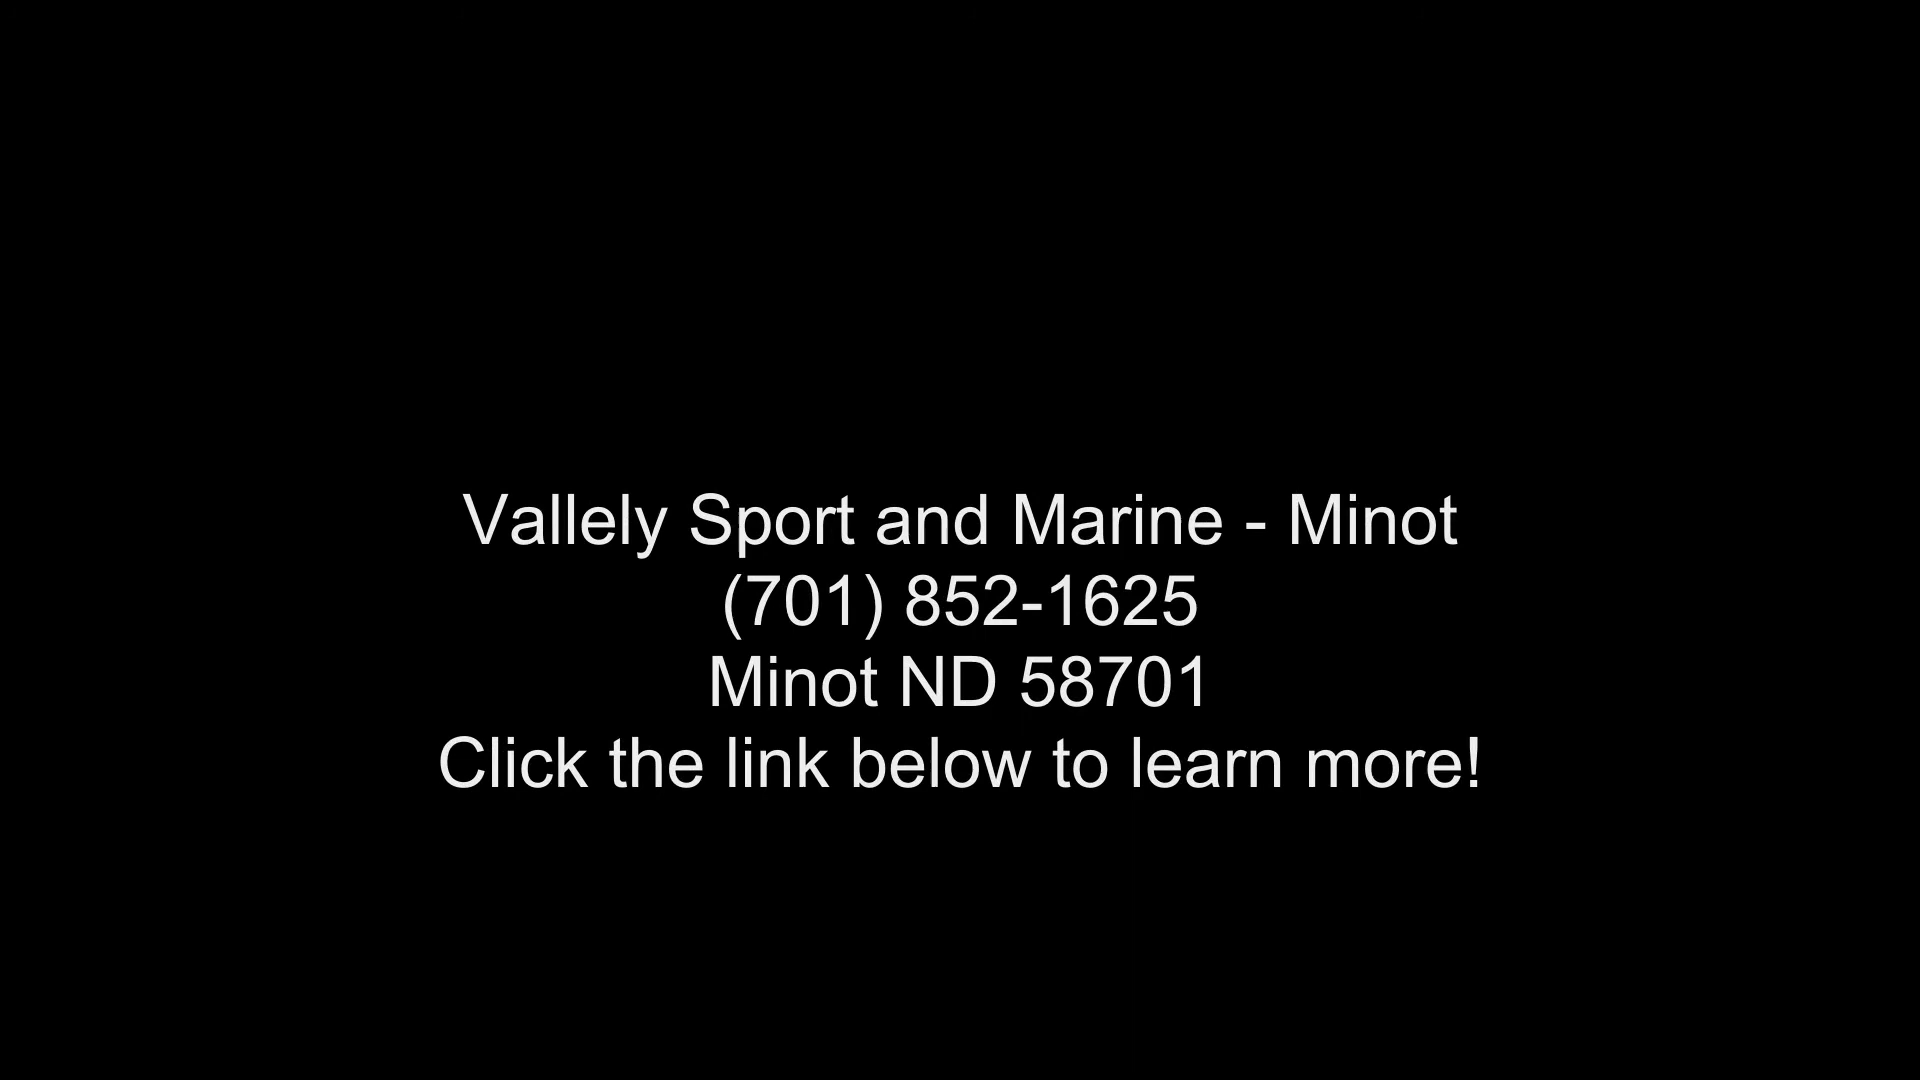 Vallely Sport and Marine - Minot
(701) 852-1625
Minot ND 58701
Click the link below to learn more!